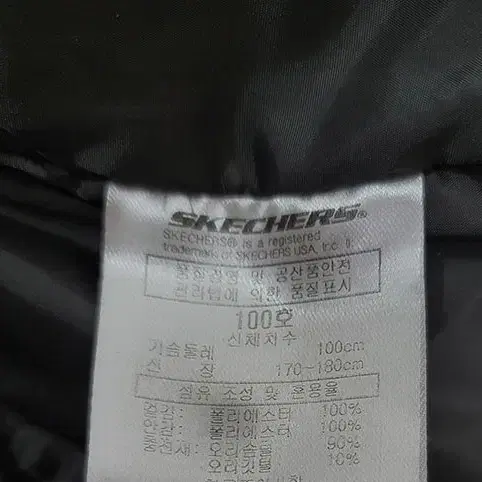 SKECHERS®
SKECHERS® is a registered
trademark of SKECHERS USA, Inc.
품질경영 및 공산품안전
관리법에 의한 품질표시
100호
신체치수
가슴둘레 100cm
신 장 170-180cm
섬유 조성 및 혼용율
겉감: 폴리에스터 100%
안감: 폴리에스터 100%
충전재: 오리솜털 90%
오리깃털 10%